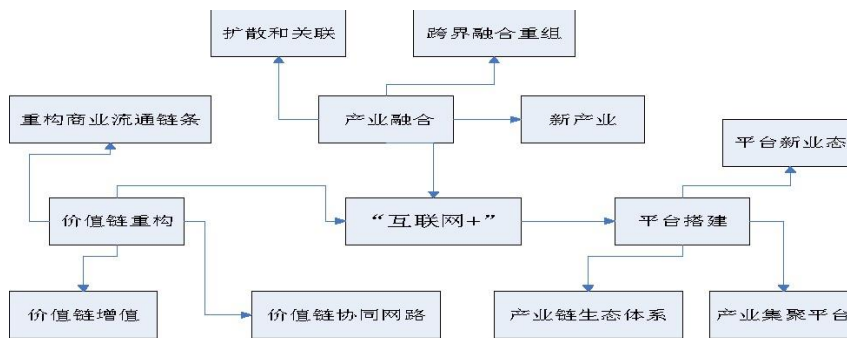 扩散和关联
跨界融合重组
重构商业流通链条
产业融合
新产业
平台新业态
价值链重构
“互联网+”
平台搭建
价值链增值
价值链协同网路
产业链生态体系
产业集聚平台